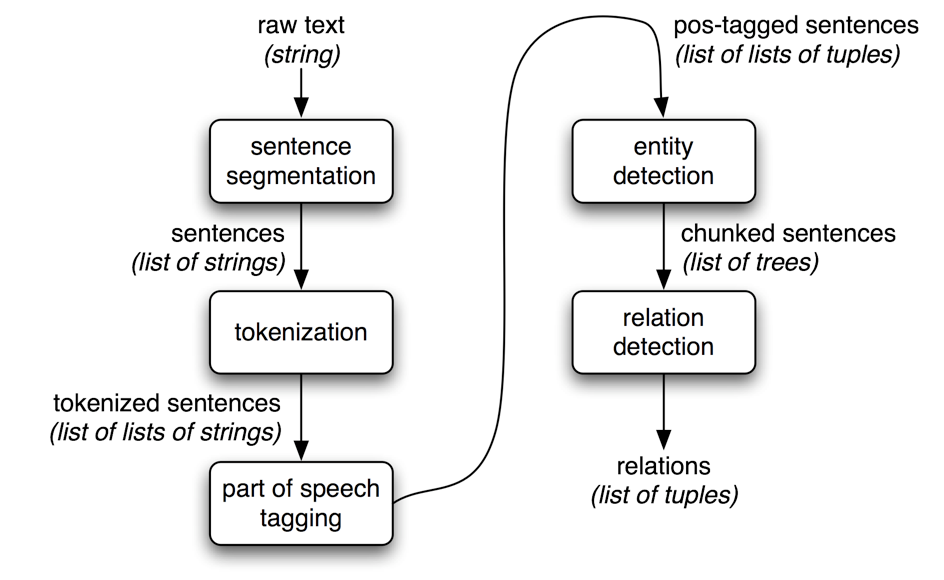 raw text
(string)
sentence
segmentation
sentences
(list of strings)
tokenization
tokenized sentences
(list of lists of strings)
part of speech
tagging
pos-tagged sentences
(list of lists of tuples)
entity
detection
chunked sentences
(list of trees)
relation
detection
relations
(list of tuples)